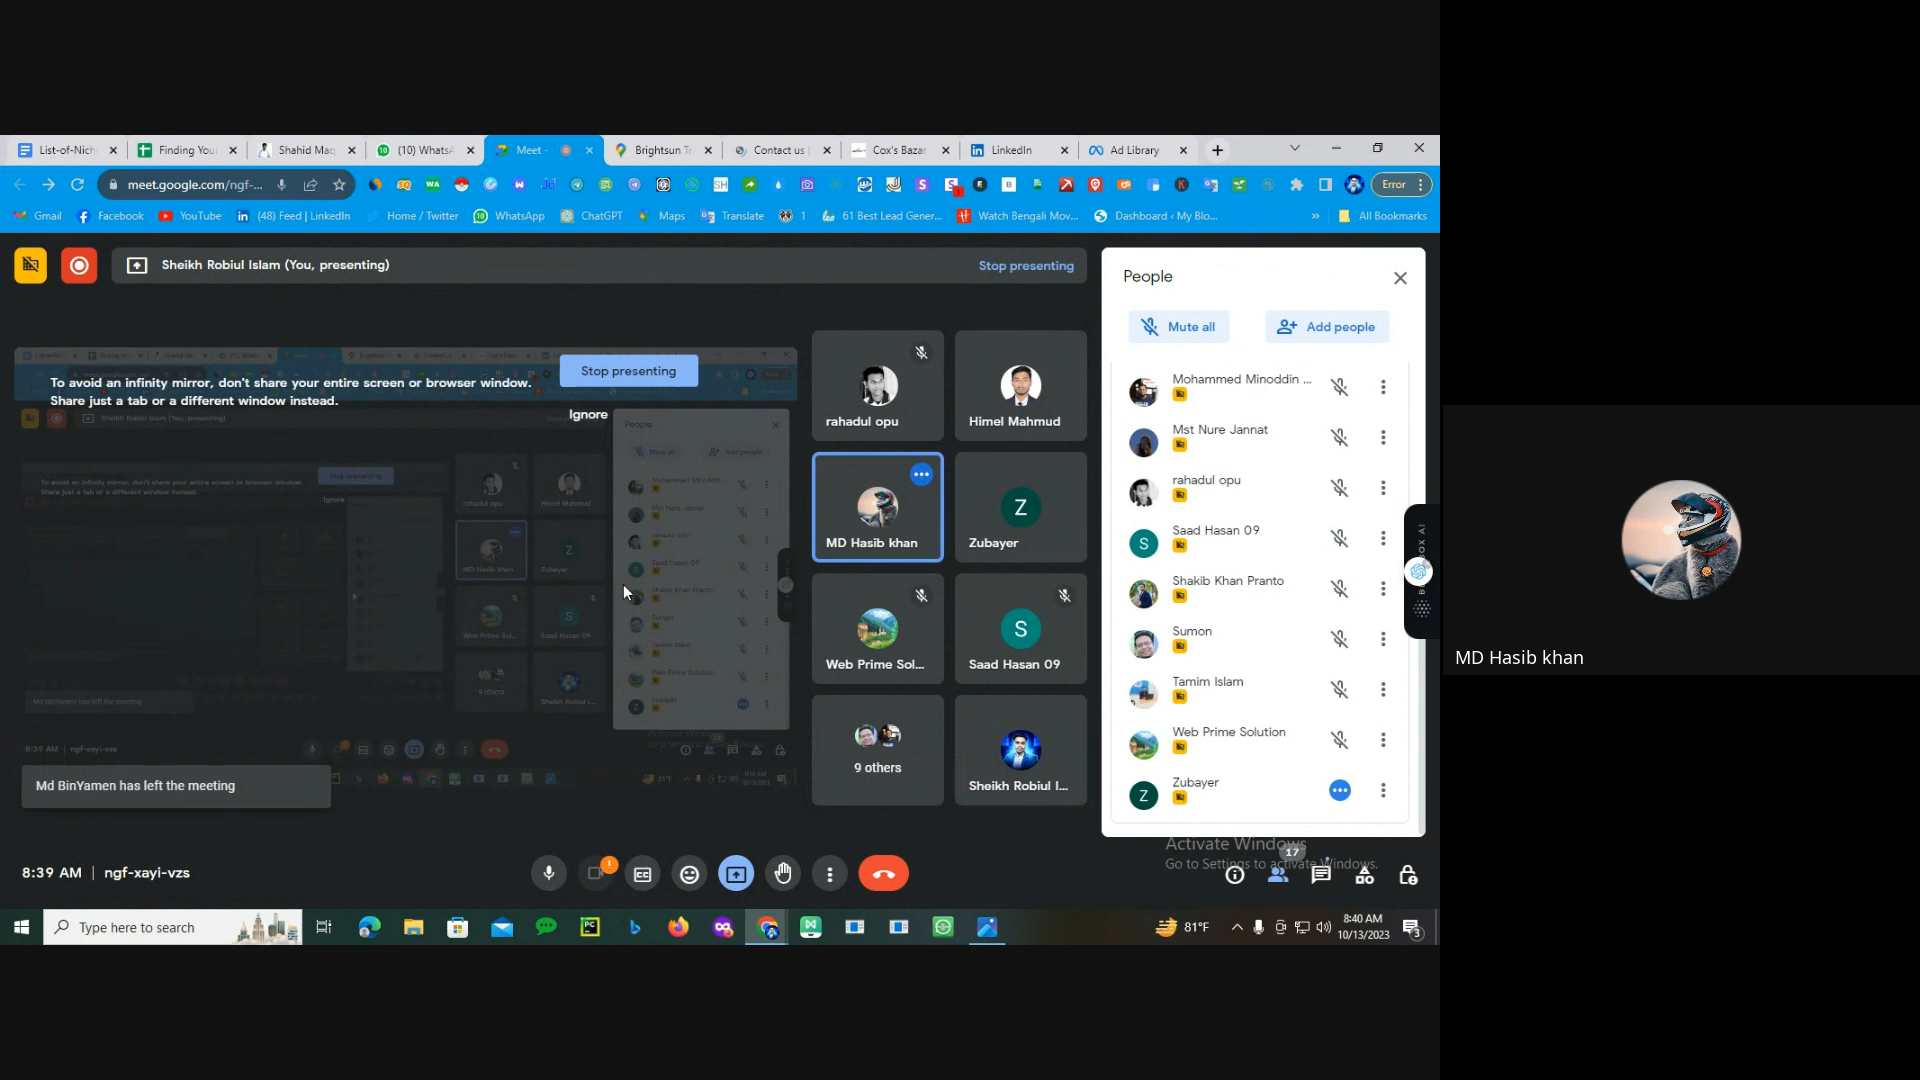 List-of-Nich
Finding You
Shahid Mac
(10) WhatsA
Meet -
Brightsun Tr
Contact us
Cox's Bazar
LinkedIn
Ad Library
meet.google.com/ngf-...
Error
Gmail
Facebook
YouTube
(48) Feed | LinkedIn
Home / Twitter
WhatsApp
ChatGPT
Maps
Translate
1
61 Best Lead Gener...
Watch Bengali Mov...
Dashboard ‹ My Blo...
»
All Bookmarks
Sheikh Robiul Islam (You, presenting)
Stop presenting
People
Mute all
Add people
To avoid an infinity mirror, don't share your entire screen or browser window.
Share just a tab or a different window instead.
Stop presenting
Ignore
rahadul opu
Himel Mahmud
MD Hasib khan
Z
Zubayer
Web Prime Sol...
S
Saad Hasan 09
9 others
Sheikh Robiul I...
Mohammed Minoddin ...
Mst Nure Jannat
rahadul opu
S
Saad Hasan 09
Shakib Khan Pranto
Sumon
Tamim Islam
Web Prime Solution
Z
Zubayer
MD Hasib khan
Md BinYamen has left the meeting
Activate Windows
Go to Settings to activate Windows.
17
8:39 AM | ngf-xayi-vzs
Type here to search
81°F
8:40 AM
10/13/2023
3